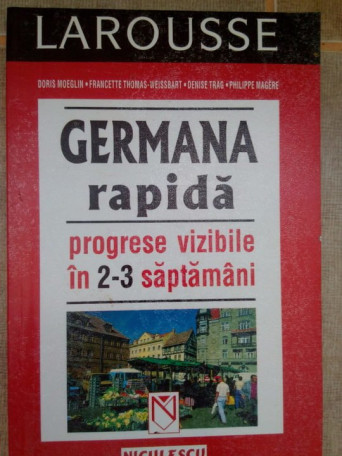 LAROUSSE
DORIS MOEGLIN • FRANCETTE THOMAS-WEISSBART • DENISE TRAG • PHILIPPE MAGÈRE
GERMANA
rapidă
progrese vizibile
în 2-3 săptămâni
N
NICULESCU